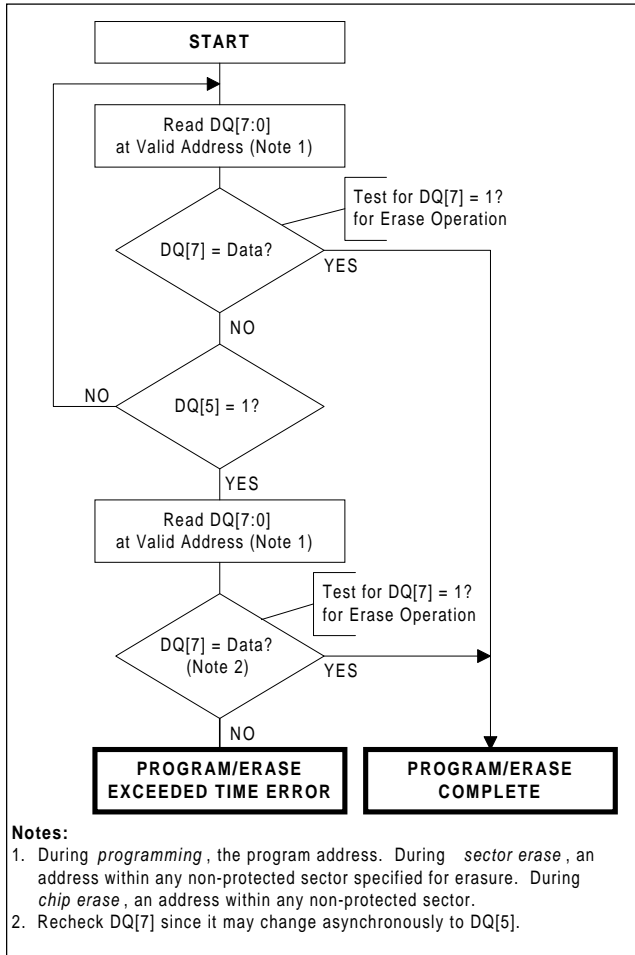 START
Read DQ[7:0]
at Valid Address (Note 1)
Test for DQ[7] = 1?
for Erase Operation
DQ[7] = Data?
YES
NO
NO
DQ[5] = 1?
YES
Read DQ[7:0]
at Valid Address (Note 1)
Test for DQ[7] = 1?
for Erase Operation
DQ[7] = Data?
(Note 2)
YES
NO
PROGRAM/ERASE
EXCEEDED TIME ERROR
PROGRAM/ERASE
COMPLETE
Notes:
1. During programming, the program address. During sector erase, an
address within any non-protected sector specified for erasure. During
chip erase, an address within any non-protected sector.
2. Recheck DQ[7] since it may change asynchronously to DQ[5].